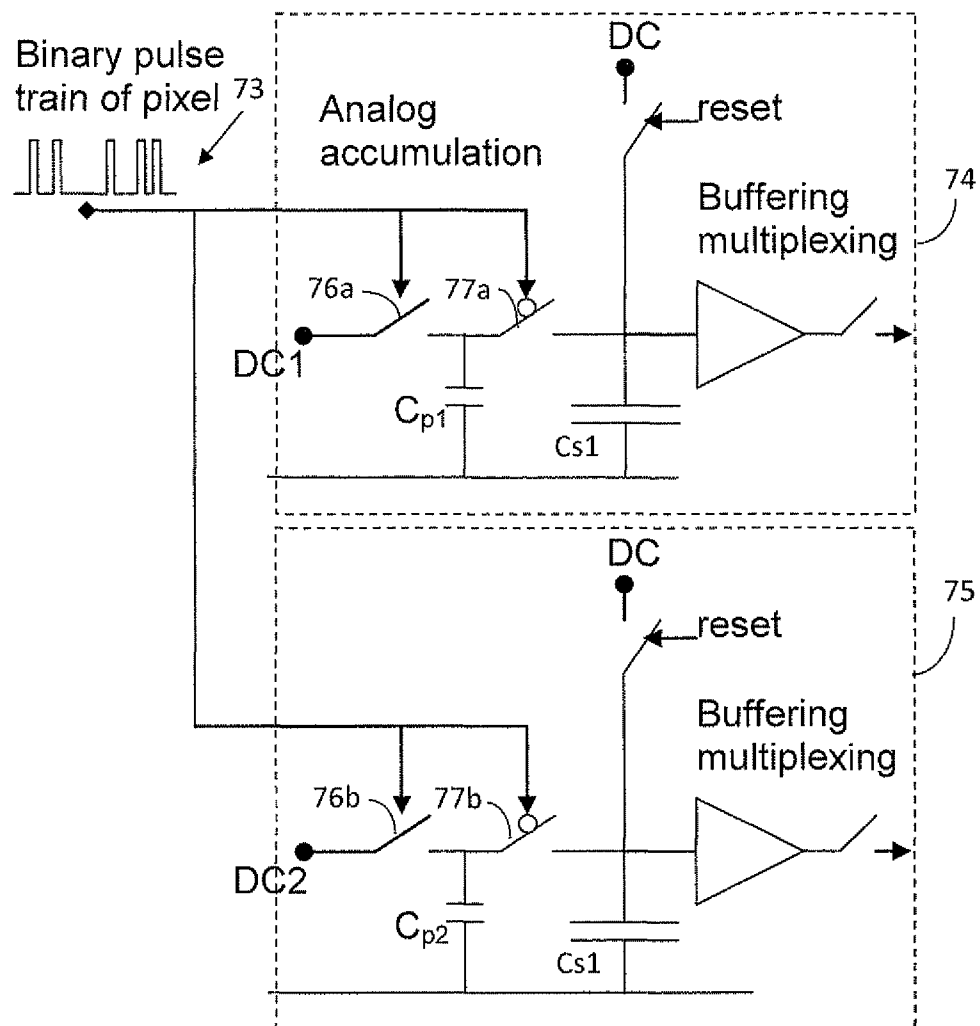 Binary pulse
train of pixel
73
Analog
accumulation
DC
reset
74
Buffering
multiplexing
76a
77a
DC1
Cp1
Cs1
DC
reset
75
Buffering
multiplexing
76b
77b
DC2
Cp2
Cs1